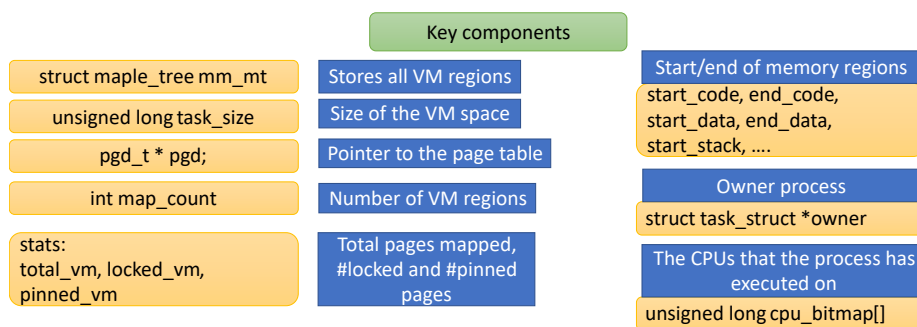 Key components
struct maple_tree mm_mt
Stores all VM regions
unsigned long task_size
Size of the VM space
pgd_t * pgd;
Pointer to the page table
int map_count
Number of VM regions
stats:
total_vm, locked_vm,
pinned_vm
Total pages mapped,
#locked and #pinned
pages
Start/end of memory regions
start_code, end_code,
start_data, end_data,
start_stack, ....
Owner process
struct task_struct *owner
The CPUs that the process has
executed on
unsigned long cpu_bitmap[]